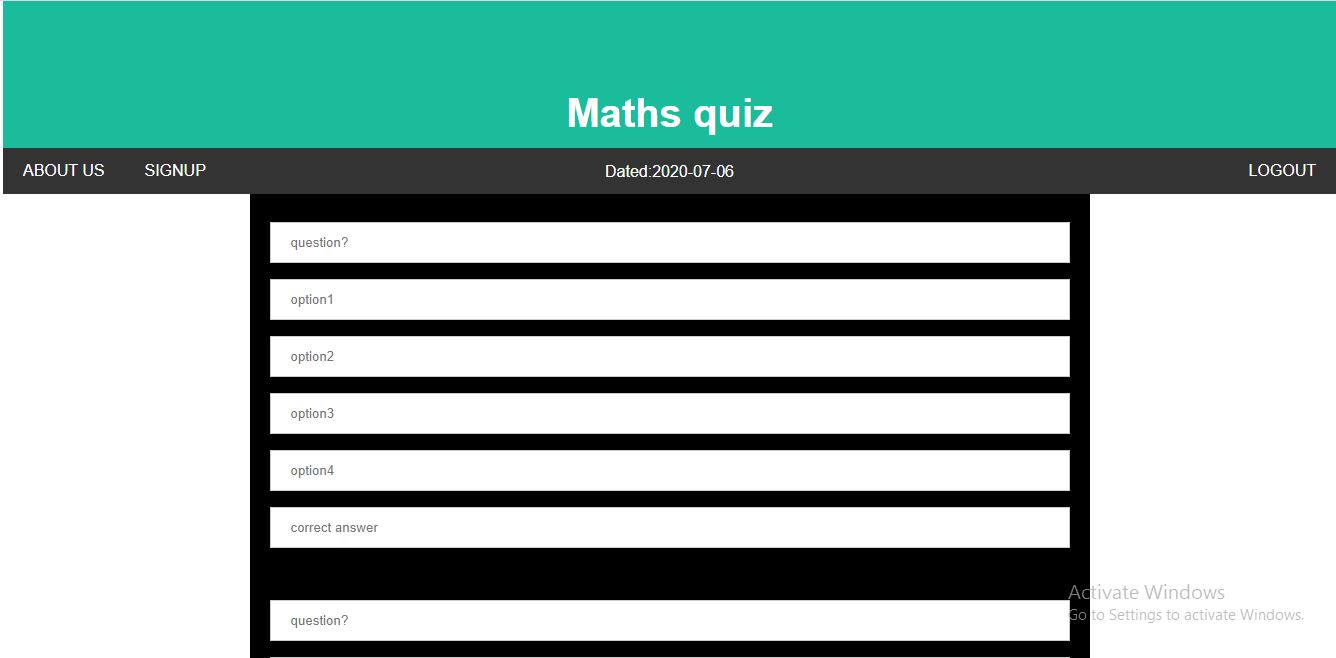 Maths quiz
ABOUT US SIGNUP Dated:2020-07-06 LOGOUT
question?
option1
option2
option3
option4
correct answer
Activate Windows
question?
Go to Settings to activate Windows.